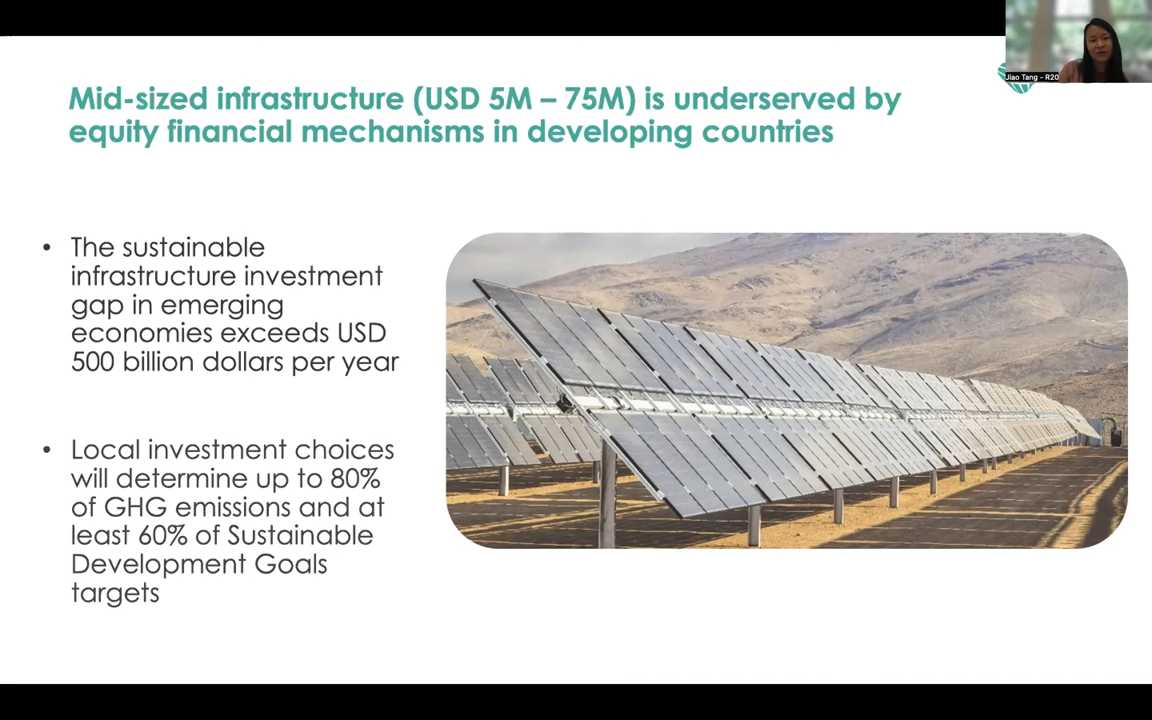 Jiao Tang - R20
Mid-sized infrastructure (USD 5M – 75M) is underserved by
equity financial mechanisms in developing countries
• The sustainable
infrastructure investment
gap in emerging
economies exceeds USD
500 billion dollars per year
• Local investment choices
will determine up to 80%
of GHG emissions and at
least 60% of Sustainable
Development Goals
targets